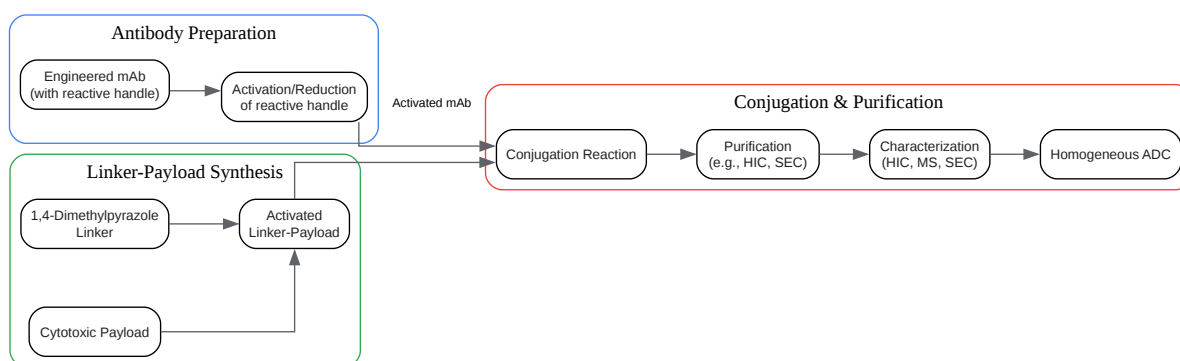 Antibody Preparation
Engineered mAb
(with reactive handle)
Activation/Reduction
of reactive handle
Activated mAb
Linker-Payload Synthesis
1,4-Dimethylpyrazole
Linker
Activated
Linker-Payload
Cytotoxic Payload
Conjugation & Purification
Conjugation Reaction
Purification
(e.g., HIC, SEC)
Characterization
(HIC, MS, SEC)
Homogeneous ADC